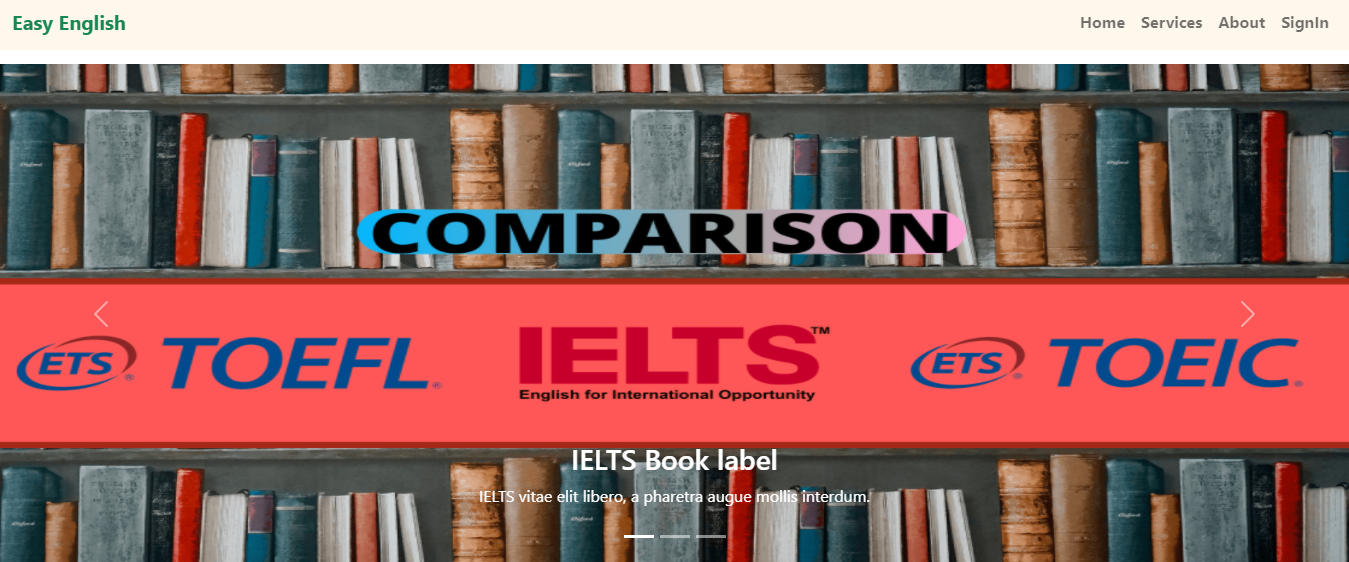 Easy English
Home Services About SignIn
COMPARISON
ETS® TOEFL® IELTS™ ETS® TOEIC®
English for International Opportunity
IELTS Book label
IELTS vitae elit libero, a pharetra augue mollis interdum.